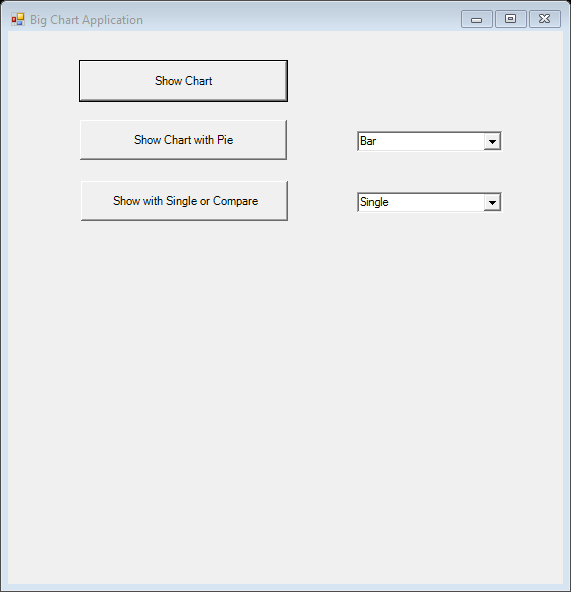 Big Chart Application
Show Chart
Show Chart with Pie
Bar
Show with Single or Compare
Single